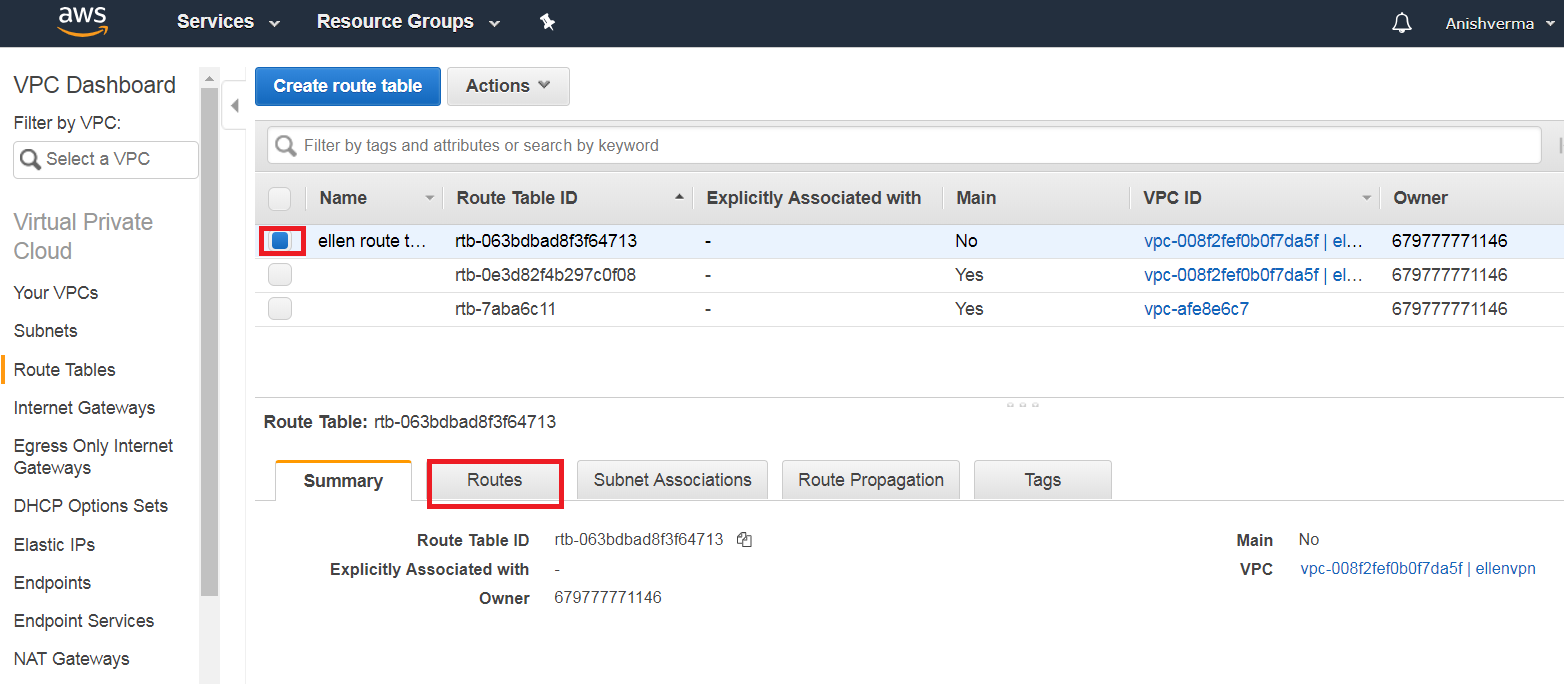 aws Services Resource Groups Anishverma
VPC Dashboard
Filter by VPC:
Select a VPC
Virtual Private
Cloud
Your VPCs
Subnets
Route Tables
Internet Gateways
Egress Only Internet
Gateways
DHCP Options Sets
Elastic IPs
Endpoints
Endpoint Services
NAT Gateways
Create route table Actions
Filter by tags and attributes or search by keyword
Name Route Table ID Explicitly Associated with Main VPC ID Owner
ellen route t... rtb-063bdbad8f3f64713 - No vpc-008f2fef0b0f7da5f | el... 679777771146
rtb-0e3d82f4b297c0f08 - Yes vpc-008f2fef0b0f7da5f | el... 679777771146
rtb-7aba6c11 - Yes vpc-afe8e6c7 679777771146
Route Table: rtb-063bdbad8f3f64713
Summary Routes Subnet Associations Route Propagation Tags
Route Table ID rtb-063bdbad8f3f64713 Main No
Explicitly Associated with - VPC vpc-008f2fef0b0f7da5f | ellenvpn
Owner 679777771146